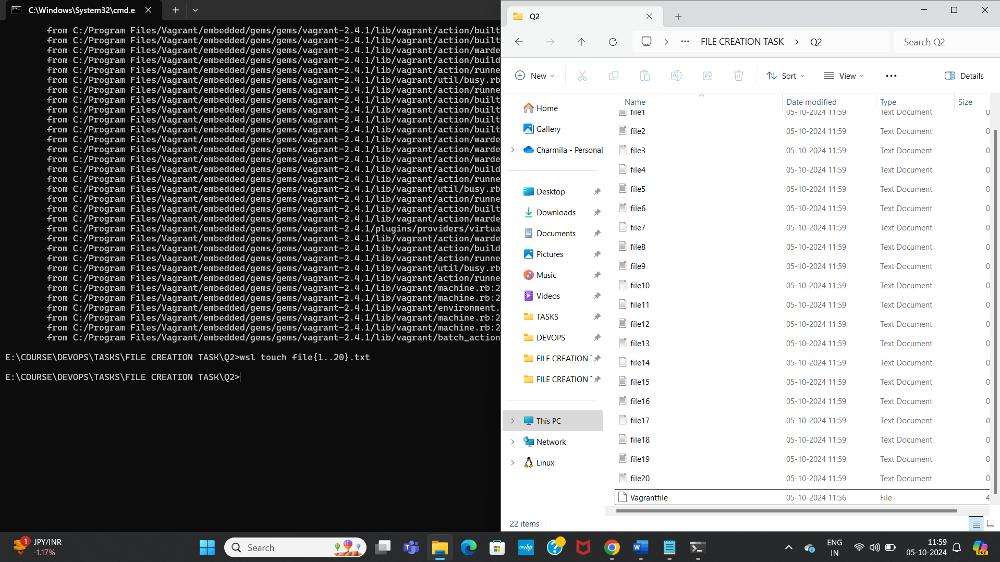 C:\Windows\System32\cmd.e
from C:/Program Files/Vagrant/embedded/gems/gems/vagrant-2.4.1/lib/vagrant/action/built
from C:/Program Files/Vagrant/embedded/gems/gems/vagrant-2.4.1/lib/vagrant/action/built
from C:/Program Files/Vagrant/embedded/gems/gems/vagrant-2.4.1/lib/vagrant/action/warde
from C:/Program Files/Vagrant/embedded/gems/gems/vagrant-2.4.1/lib/vagrant/action/build
from C:/Program Files/Vagrant/embedded/gems/gems/vagrant-2.4.1/lib/vagrant/action/runne
from C:/Program Files/Vagrant/embedded/gems/gems/vagrant-2.4.1/lib/vagrant/util/busy.rb
from C:/Program Files/Vagrant/embedded/gems/gems/vagrant-2.4.1/lib/vagrant/action/runne
from C:/Program Files/Vagrant/embedded/gems/gems/vagrant-2.4.1/lib/vagrant/action/built
from C:/Program Files/Vagrant/embedded/gems/gems/vagrant-2.4.1/lib/vagrant/action/built
from C:/Program Files/Vagrant/embedded/gems/gems/vagrant-2.4.1/lib/vagrant/action/built
from C:/Program Files/Vagrant/embedded/gems/gems/vagrant-2.4.1/lib/vagrant/action/built
from C:/Program Files/Vagrant/embedded/gems/gems/vagrant-2.4.1/lib/vagrant/action/warde
from C:/Program Files/Vagrant/embedded/gems/gems/vagrant-2.4.1/lib/vagrant/action/warde
from C:/Program Files/Vagrant/embedded/gems/gems/vagrant-2.4.1/lib/vagrant/action/warde
from C:/Program Files/Vagrant/embedded/gems/gems/vagrant-2.4.1/lib/vagrant/action/build
from C:/Program Files/Vagrant/embedded/gems/gems/vagrant-2.4.1/lib/vagrant/action/runne
from C:/Program Files/Vagrant/embedded/gems/gems/vagrant-2.4.1/lib/vagrant/util/busy.rb
from C:/Program Files/Vagrant/embedded/gems/gems/vagrant-2.4.1/lib/vagrant/action/runne
from C:/Program Files/Vagrant/embedded/gems/gems/vagrant-2.4.1/lib/vagrant/action/built
from C:/Program Files/Vagrant/embedded/gems/gems/vagrant-2.4.1/lib/vagrant/action/warde
from C:/Program Files/Vagrant/embedded/gems/gems/vagrant-2.4.1/plugins/providers/virtua
from C:/Program Files/Vagrant/embedded/gems/gems/vagrant-2.4.1/lib/vagrant/action/warde
from C:/Program Files/Vagrant/embedded/gems/gems/vagrant-2.4.1/lib/vagrant/action/build
from C:/Program Files/Vagrant/embedded/gems/gems/vagrant-2.4.1/lib/vagrant/action/runne
from C:/Program Files/Vagrant/embedded/gems/gems/vagrant-2.4.1/lib/vagrant/util/busy.rb
from C:/Program Files/Vagrant/embedded/gems/gems/vagrant-2.4.1/lib/vagrant/action/runne
from C:/Program Files/Vagrant/embedded/gems/gems/vagrant-2.4.1/lib/vagrant/machine.rb:2
from C:/Program Files/Vagrant/embedded/gems/gems/vagrant-2.4.1/lib/vagrant/machine.rb:2
from C:/Program Files/Vagrant/embedded/gems/gems/vagrant-2.4.1/lib/vagrant/environment.
from C:/Program Files/Vagrant/embedded/gems/gems/vagrant-2.4.1/lib/vagrant/machine.rb:2
from C:/Program Files/Vagrant/embedded/gems/gems/vagrant-2.4.1/lib/vagrant/machine.rb:2
from C:/Program Files/Vagrant/embedded/gems/gems/vagrant-2.4.1/lib/vagrant/batch_action
E:\COURSE\DEVOPS\TASKS\FILE CREATION TASK\Q2>wsl touch file{1..20}.txt
E:\COURSE\DEVOPS\TASKS\FILE CREATION TASK\Q2>
Q2
FILE CREATION TASK > Q2
Search Q2
New
Sort
View
Details
Home
Gallery
Charmila - Personal
Desktop
Downloads
Documents
Pictures
Music
Videos
TASKS
DEVOPS
FILE CREATION T
FILE CREATION T
This PC
Network
Linux
Name Date modified Type Size
file1 05-10-2024 11:59 Text Document 0
file2 05-10-2024 11:59 Text Document 0
file3 05-10-2024 11:59 Text Document 0
file4 05-10-2024 11:59 Text Document 0
file5 05-10-2024 11:59 Text Document 0
file6 05-10-2024 11:59 Text Document 0
file7 05-10-2024 11:59 Text Document 0
file8 05-10-2024 11:59 Text Document 0
file9 05-10-2024 11:59 Text Document 0
file10 05-10-2024 11:59 Text Document 0
file11 05-10-2024 11:59 Text Document 0
file12 05-10-2024 11:59 Text Document 0
file13 05-10-2024 11:59 Text Document 0
file14 05-10-2024 11:59 Text Document 0
file15 05-10-2024 11:59 Text Document 0
file16 05-10-2024 11:59 Text Document 0
file17 05-10-2024 11:59 Text Document 0
file18 05-10-2024 11:59 Text Document 0
file19 05-10-2024 11:59 Text Document 0
file20 05-10-2024 11:59 Text Document 0
Vagrantfile 05-10-2024 11:56 File 4
22 items
1
JPY/INR
-1.17%
Search
myhp
ENG
IN
11:59
05-10-2024
PRE